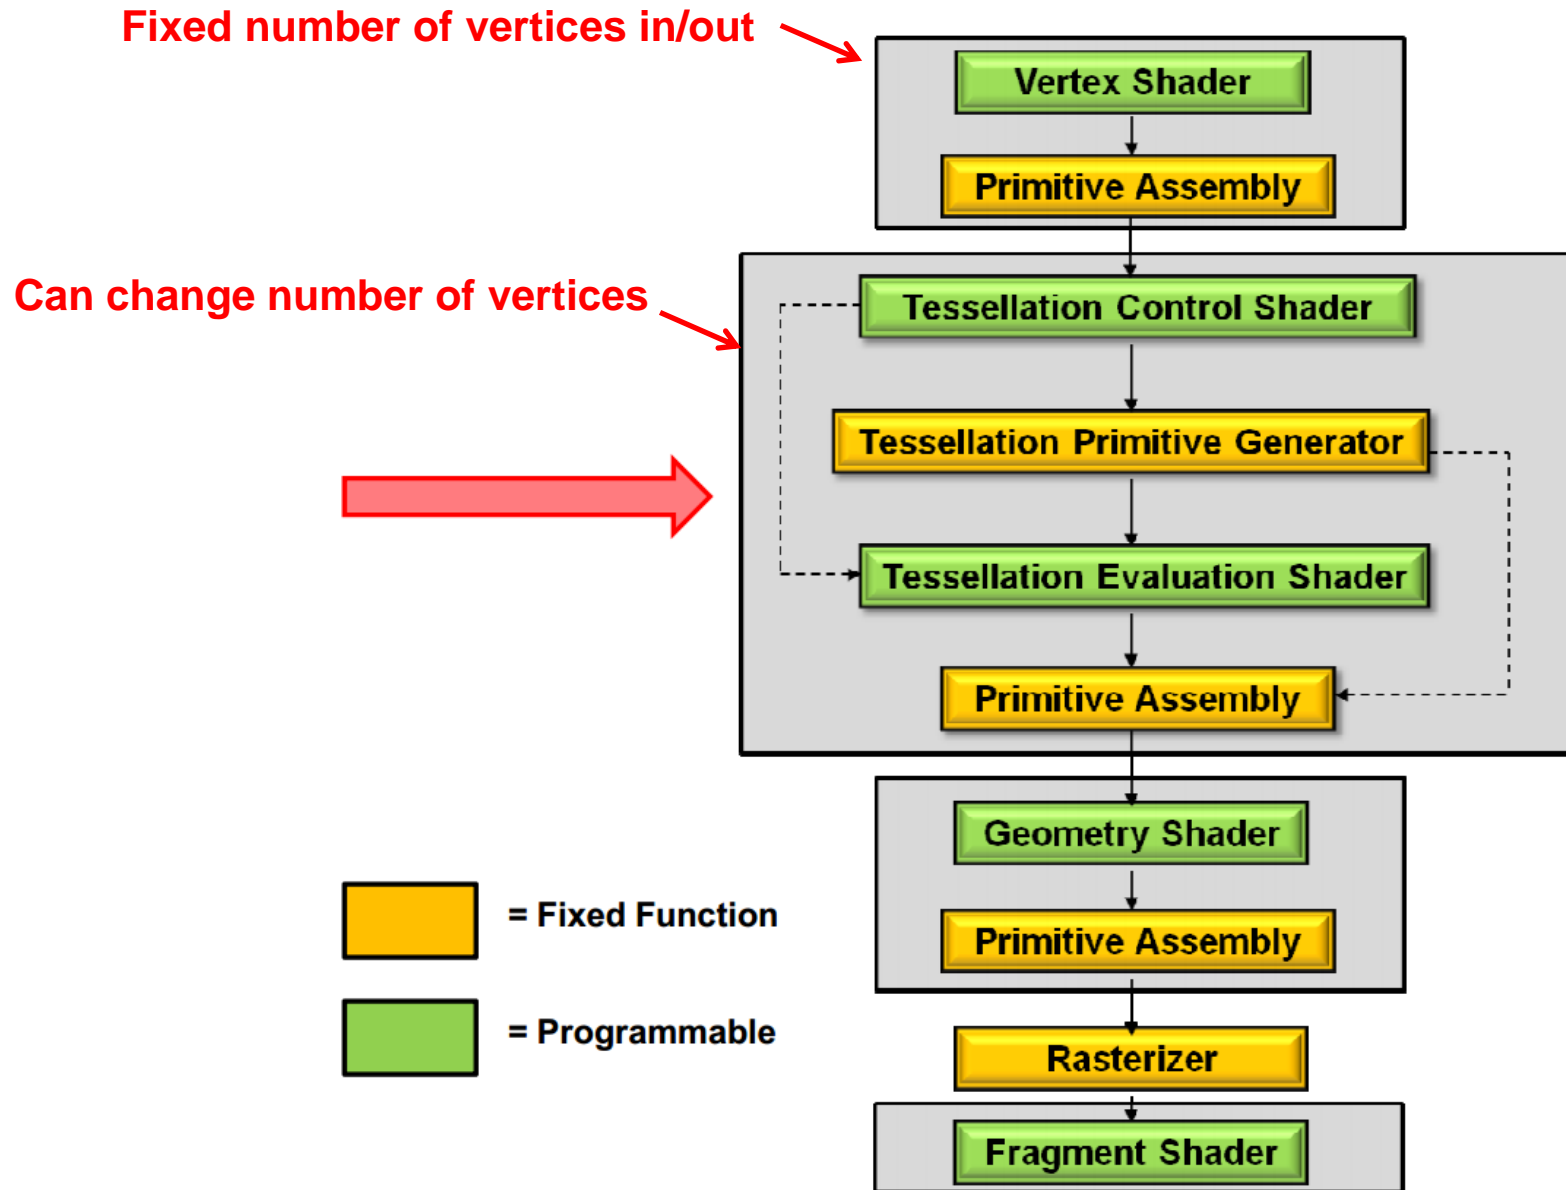 Fixed number of vertices in/out
Vertex Shader
Primitive Assembly
Can change number of vertices
Tessellation Control Shader
Tessellation Primitive Generator
Tessellation Evaluation Shader
Primitive Assembly
Geometry Shader
= Fixed Function
Primitive Assembly
= Programmable
Rasterizer
Fragment Shader